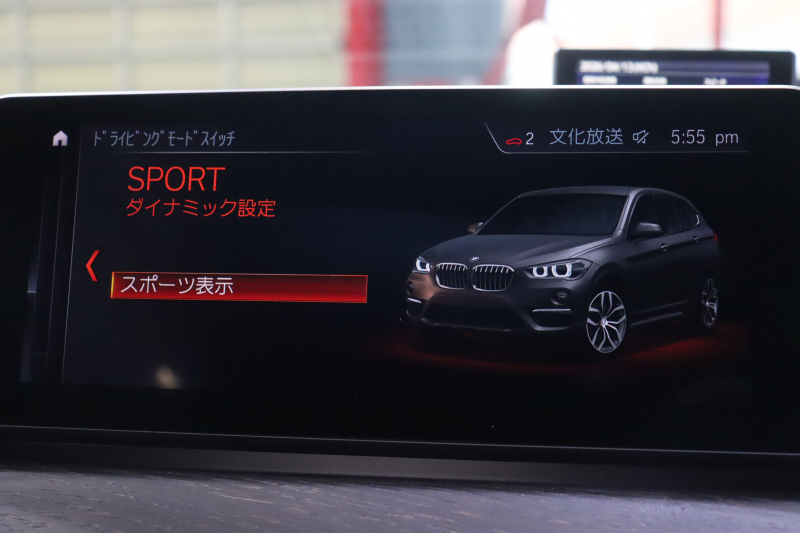 ﾄﾞﾗｲﾋﾞﾝｸﾞﾓｰﾄﾞｽｲｯﾁ
2 文化放送 5:55 pm
SPORT
ダイナミック設定
スポーツ表示